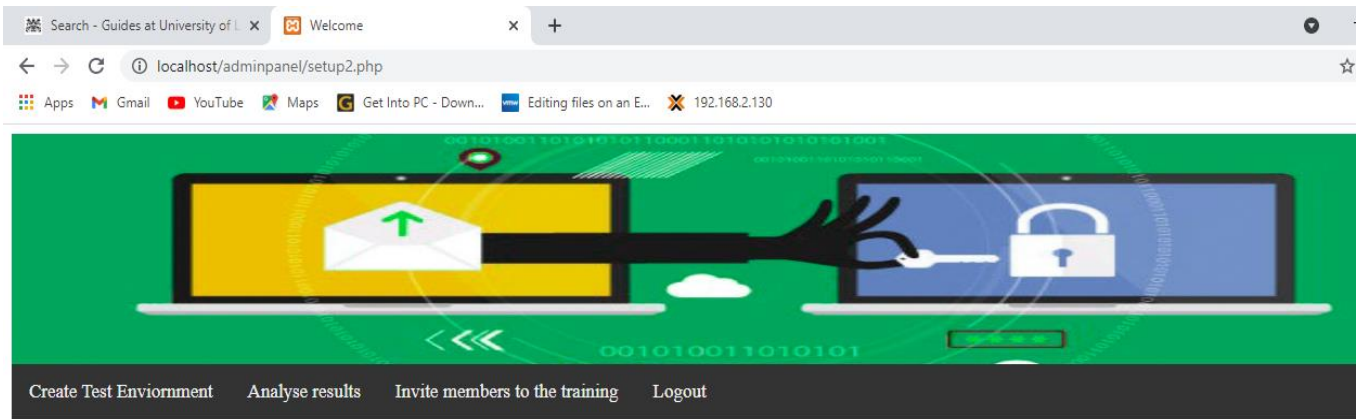 Search - Guides at University of L
Welcome
localhost/adminpanel/setup2.php
Apps Gmail YouTube Maps Get Into PC - Down... Editing files on an E... 192.168.2.130
001010011010101
Create Test Enviornment Analyse results Invite members to the training Logout